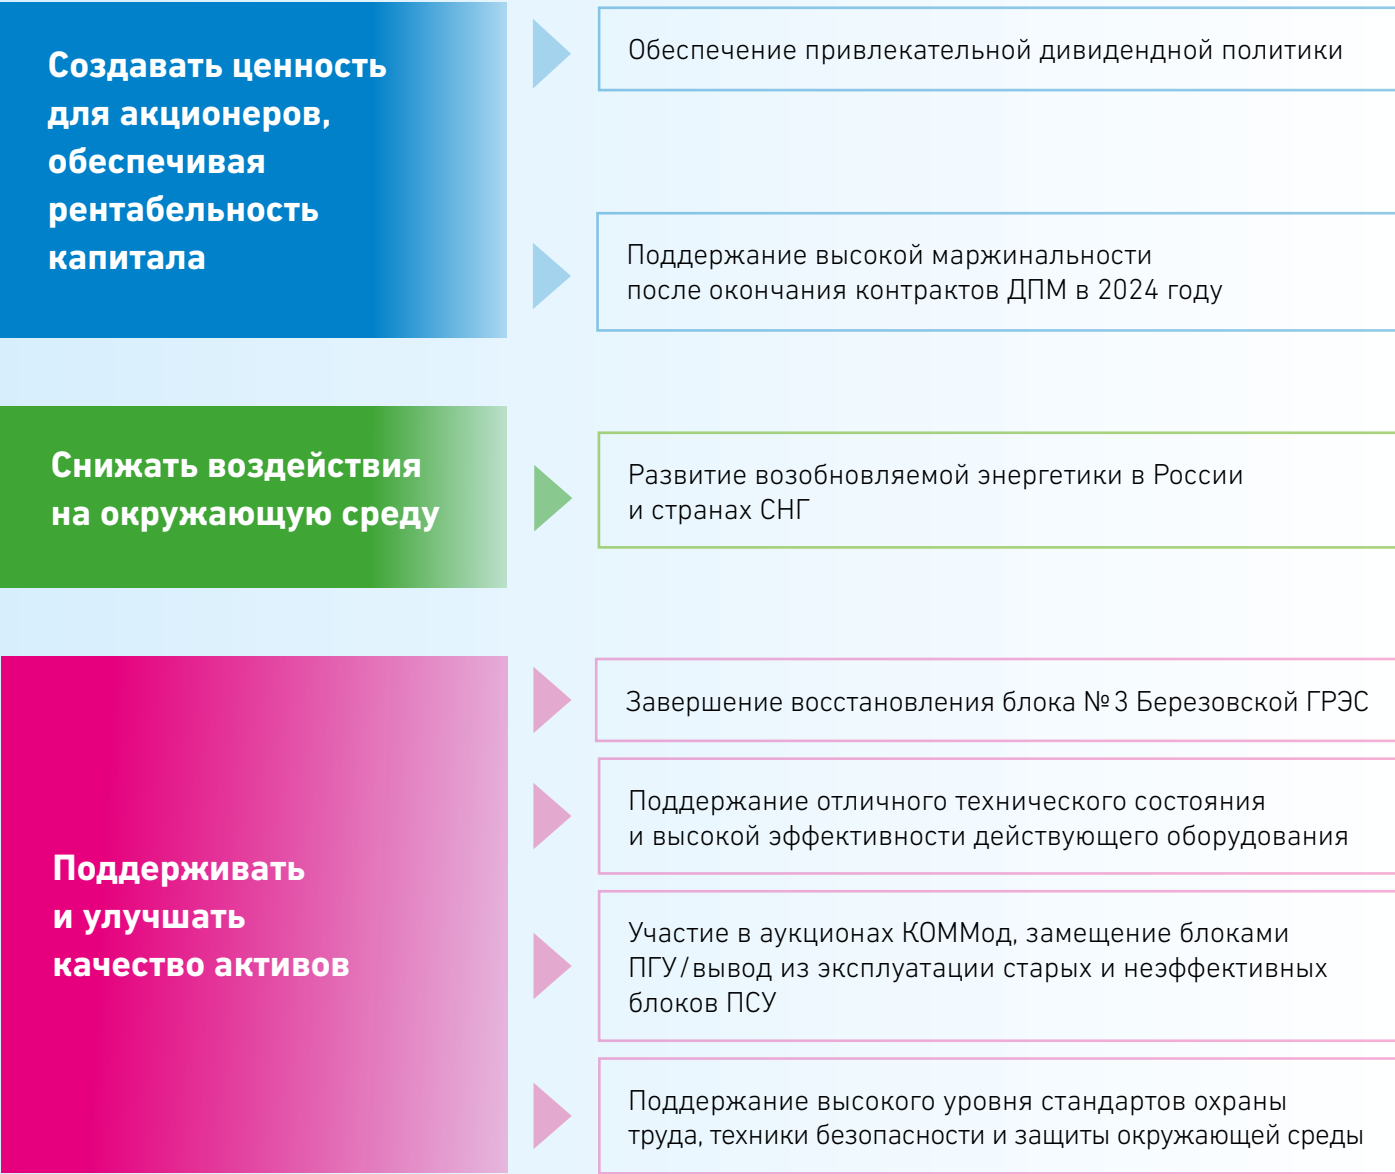 Создавать ценность
для акционеров,
обеспечивая
рентабельность
капитала
Обеспечение привлекательной дивидендной политики
Поддержание высокой маржинальности
после окончания контрактов ДПМ в 2024 году
Снижать воздействия
на окружающую среду
Развитие возобновляемой энергетики в России
и странах СНГ
Поддерживать
и улучшать
качество активов
Завершение восстановления блока № 3 Березовской ГРЭС
Поддержание отличного технического состояния
и высокой эффективности действующего оборудования
Участие в аукционах КОММод, замещение блоками
ПГУ/вывод из эксплуатации старых и неэффективных
блоков ПСУ
Поддержание высокого уровня стандартов охраны
труда, техники безопасности и защиты окружающей среды